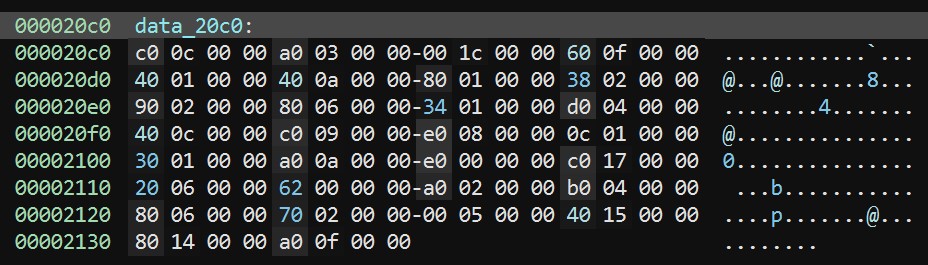 000020c0  data_20c0:
000020c0  c0 0c 00 00 a0 03 00 00-00 1c 00 00 60 0f 00 00  ............`...
000020d0  40 01 00 00 40 0a 00 00-80 01 00 00 38 02 00 00  @...@.......8...
000020e0  90 02 00 00 80 06 00 00-34 01 00 00 d0 04 00 00  ........4.......
000020f0  40 0c 00 00 c0 09 00 00-e0 08 00 00 0c 01 00 00  @...............
00002100  30 01 00 00 a0 0a 00 00-e0 00 00 00 c0 17 00 00  0...............
00002110  20 06 00 00 62 00 00 00-a0 02 00 00 b0 04 00 00   ...b...........
00002120  80 06 00 00 70 02 00 00-00 05 00 00 40 15 00 00  ....p.......@...
00002130  80 14 00 00 a0 0f 00 00  ........